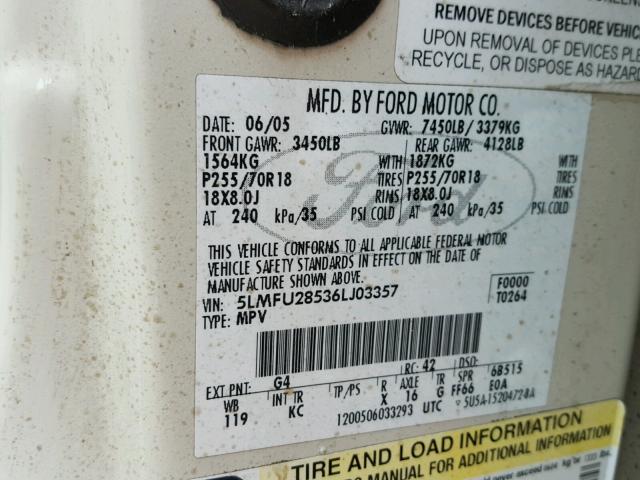 REMOVE DEVICES BEFORE VEHIC
UPON REMOVAL OF DEVICES PLE
RECYCLE, OR DISPOSE AS HAZAR
MFD. BY FORD MOTOR CO.
DATE: 06/05 GVWR: 7450LB/ 3379KG
FRONT GAWR: 3450LB REAR GAWR: 4128LB
1564KG WITH 1872KG WITH
P255/70R18 TIRES P255/70R18 TIRES
18X8.0J RIMS 18X8.0J RIMS
AT 240 kPa/35 PSI COLD AT 240 kPa/35 PSI COLD
Ford
THIS VEHICLE CONFORMS TO ALL APPLICABLE FEDERAL MOTOR
VEHICLE SAFETY STANDARDS IN EFFECT ON THE DATE OF
MANUFACTURE SHOWN ABOVE.
VIN: 5LMFU28536LJ03357 F0000
TYPE: MPV T0264
RC: 42 DSO:
EXT PNT: G4 6B515
WB INT TR TP/PS R AXLE TR SPR
119 KC X 16 G FF66 E0A
1200506033293 UTC 5U5A-1520472-BA
TIRE AND LOAD INFORMATION
MANUAL FOR ADDITIONAL INFORMATION